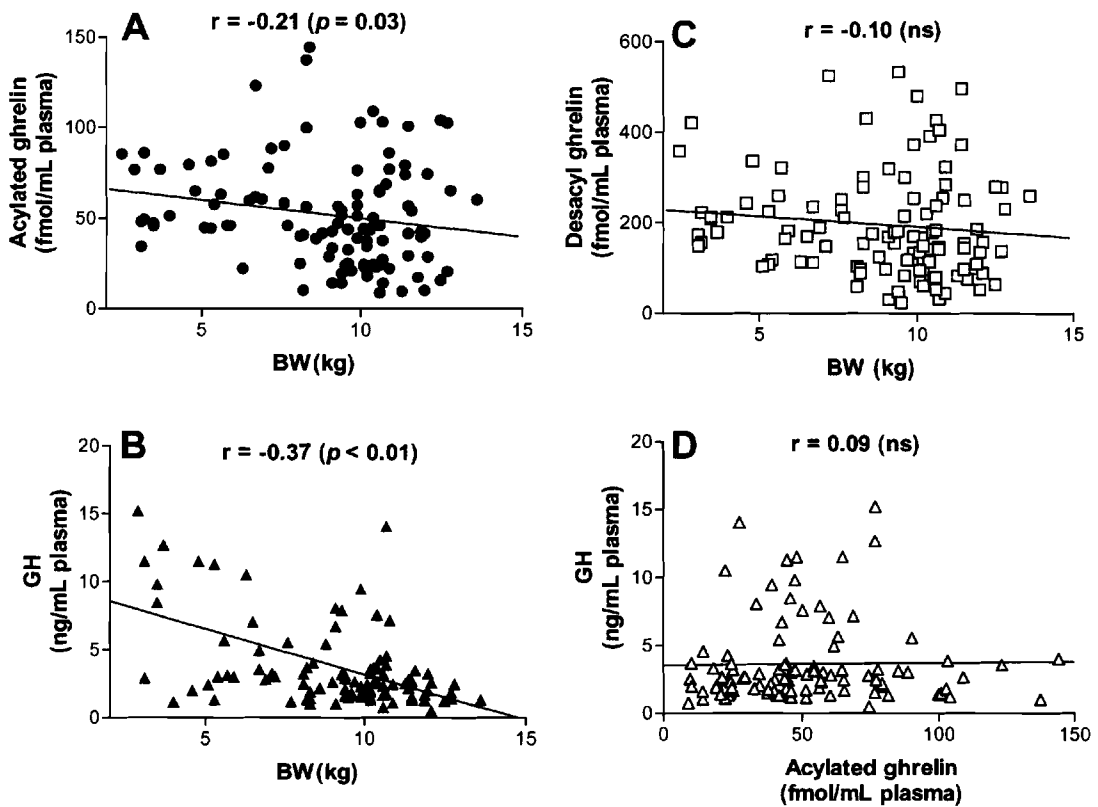 A
r = -0.21 (p = 0.03)
Acylated ghrelin
(fmol/mL plasma)
150
100
50
0
5
10
15
BW(kg)
C
r = -0.10 (ns)
Desacyl ghrelin
(fmol/mL plasma)
600
400
200
0
5
10
15
BW (kg)
B
r = -0.37 (p < 0.01)
GH
(ng/mL plasma)
20
15
10
5
0
5
10
15
BW(kg)
D
r = 0.09 (ns)
GH
(ng/mL plasma)
20
15
10
5
0
0
50
100
150
Acylated ghrelin
(fmol/mL plasma)